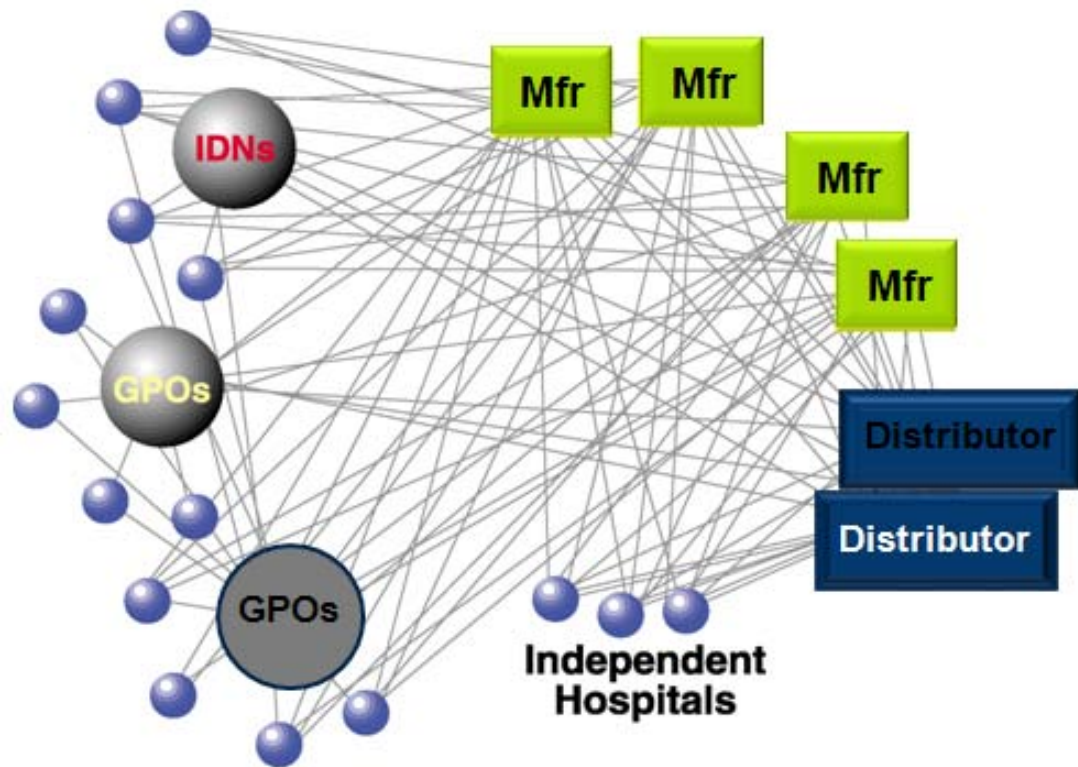 Mfr
Mfr
IDNs
Mfr
Mfr
GPOs
Distributor
Distributor
GPOs
Independent
Hospitals